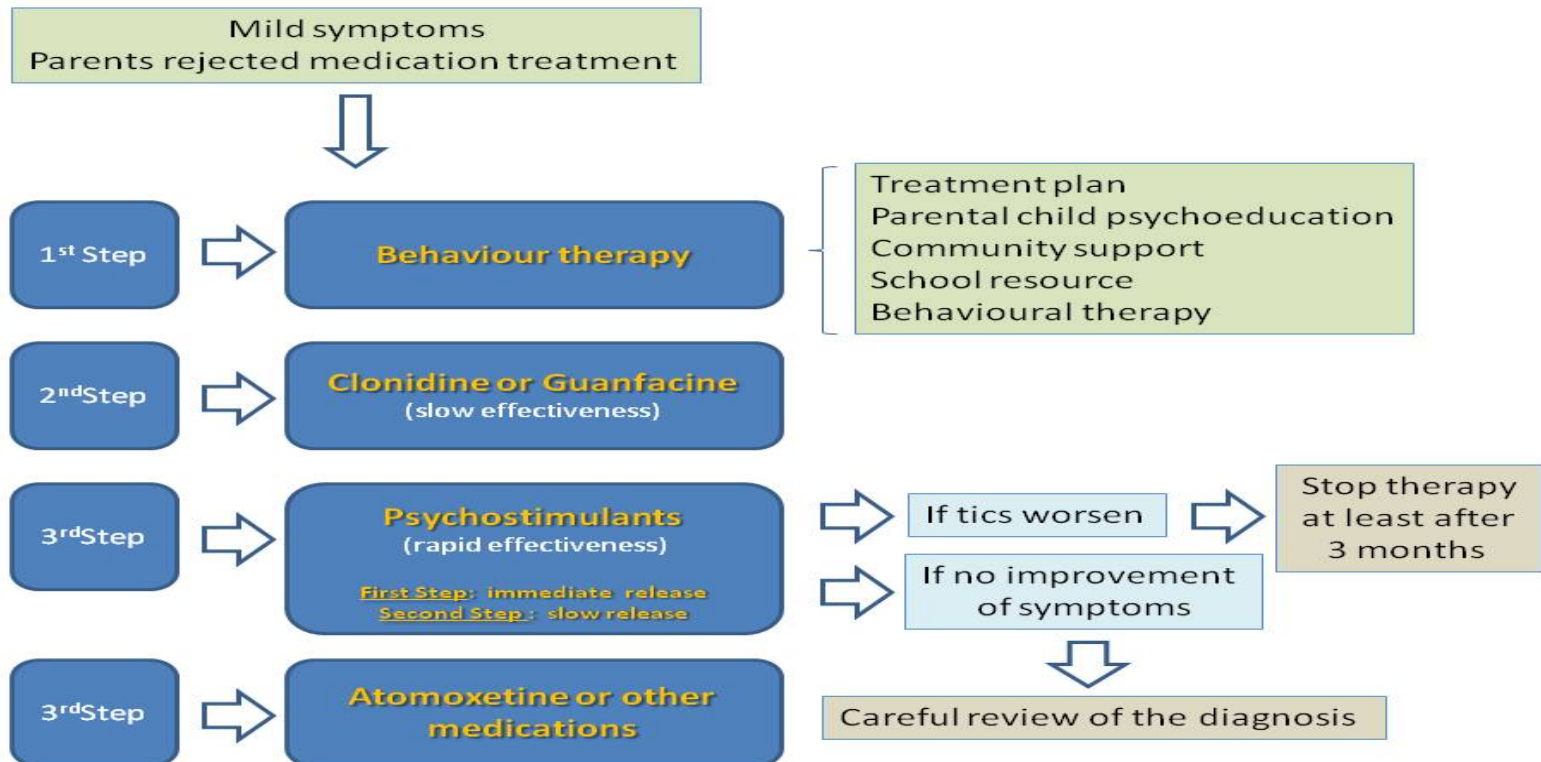 Mild symptoms
Parents rejected medication treatment
1st Step
Behaviour therapy
Treatment plan
Parental child psychoeducation
Community support
School resource
Behavioural therapy
2ndStep
Clonidine or Guanfacine
(slow effectiveness)
3rdStep
Psychostimulants
(rapid effectiveness)
First Step: immediate release
Second Step : slow release
If tics worsen
Stop therapy
at least after
3 months
If no improvement
of symptoms
3rdStep
Atomoxetine or other
medications
Careful review of the diagnosis